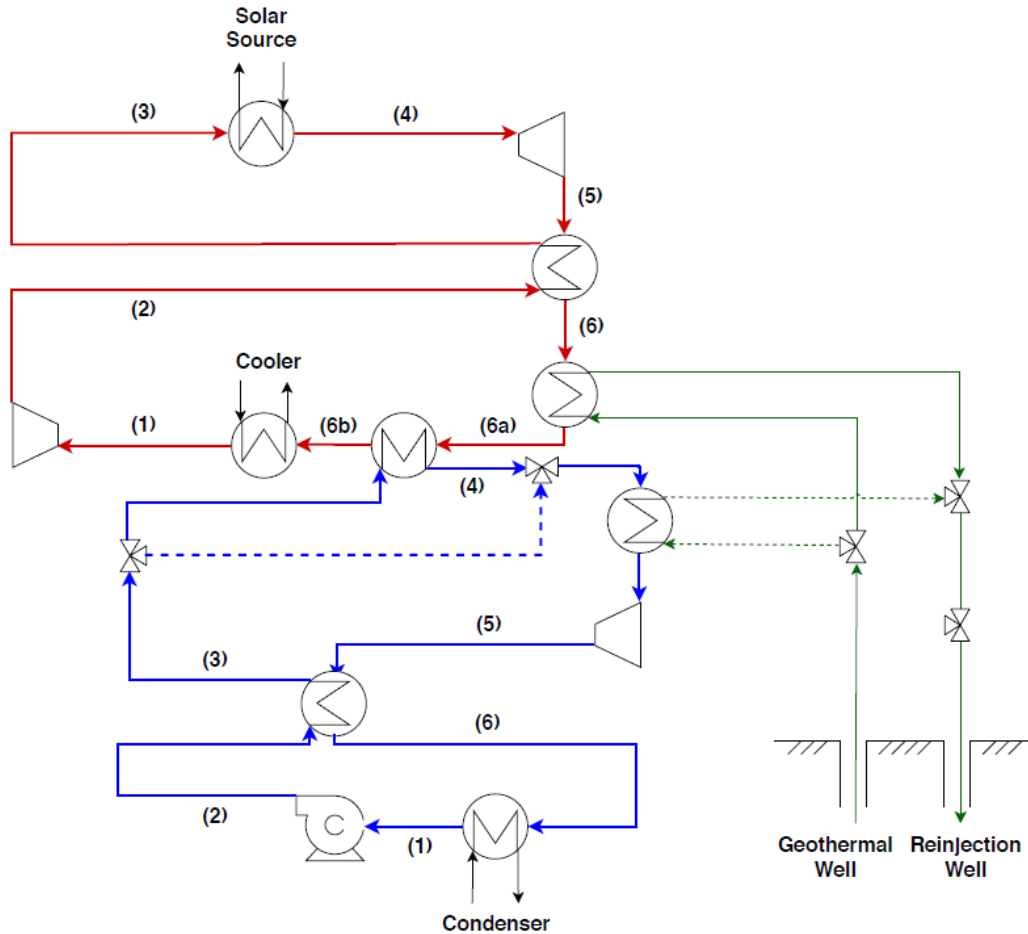 Solar
Source
(3)
(4)
(5)
(2)
(6)
Cooler
(1)
(6b)
(6a)
(4)
(5)
(3)
(6)
(2)
C
(1)
Geothermal
Well
Reinjection
Well
Condenser